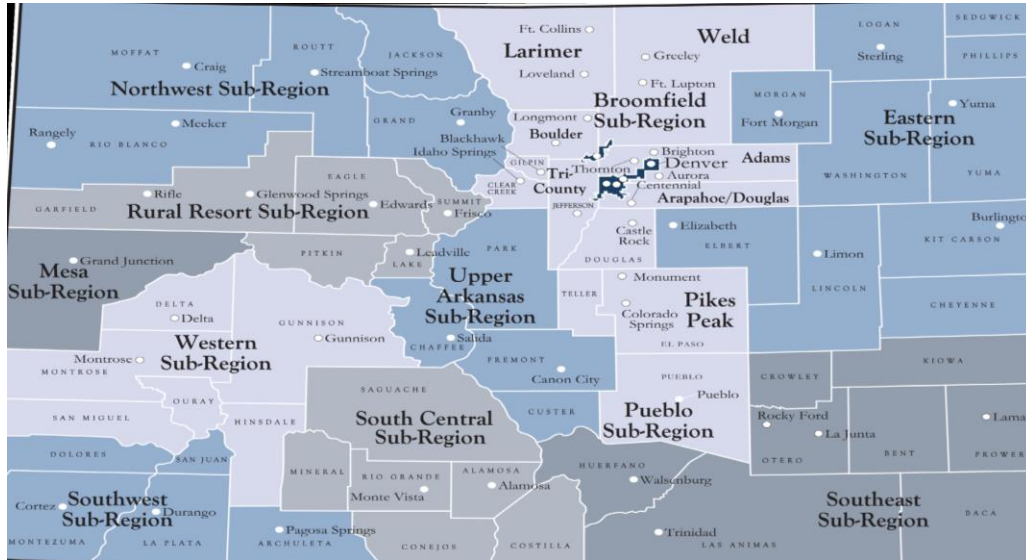 MOFFAT
ROUTT
JACKSON
Craig
Streamboat Springs
Northwest Sub-Region
Meeker
Rangely
RIO BLANCO
GRAND
Granby
Ft. Collins
Larimer
Loveland
Weld
Greeley
Ft. Lupton
Broomfield
Sub-Region
Longmont
Boulder
LOGAN
Sterling
SEDGWICK
PHILLIPS
MORGAN
Fort Morgan
Yuma
Eastern
Sub-Region
WASHINGTON
YUMA
Blackhawk
Idaho Springs
GILPIN
CLEAR
CREEK
Tri-
County
JEFFERSON
Thornton
Brighton
Denver
Aurora
Centennial
Adams
Arapahoe/Douglas
Castle
Rock
DOUGLAS
EAGLE
Rifle
Glenwood Springs
Edwards
SUMMIT
Frisco
GARFIELD
Rural Resort Sub-Region
PITKIN
Leadville
LAKE
Grand Junction
Mesa
Sub-Region
PARK
Upper
Arkansas
Sub-Region
Salida
CHAFFEE
Elizabeth
ELBERT
Limon
LINCOLN
Burlington
KIT CARSON
CHEYENNE
TELLER
Monument
Colorado
Springs
Pikes
Peak
EL PASO
DELTA
Delta
GUNNISON
Gunnison
Western
Sub-Region
Montrose
MONTROSE
OURAY
SAN MIGUEL
HINSDALE
FREMONT
Canon City
CUSTER
PUEBLO
Pueblo
Pueblo
Sub-Region
SAGUACHE
South Central
Sub-Region
MINERAL
RIO GRANDE
Monte Vista
ALAMOSA
Alamosa
CONEJOS
COSTILLA
DOLORES
SAN JUAN
Southwest
Sub-Region
Cortez
Durango
MONTEZUMA
LA PLATA
Pagosa Springs
ARCHULETA
KIOWA
CROWLEY
Rocky Ford
La Junta
OTERO
BENT
Lama
PROWER
HUERFANO
Walsenburg
Trinidad
LAS ANIMAS
Southeast
Sub-Region
BACA